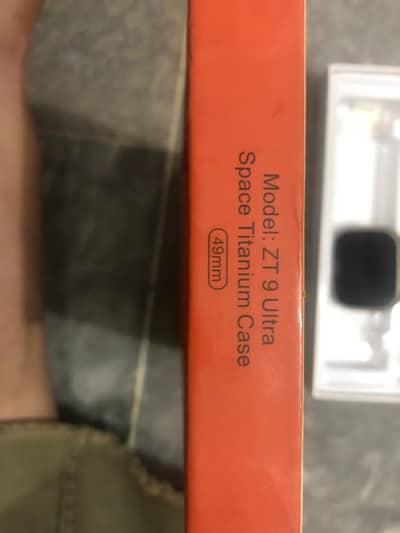 Model: ZT 9 Ultra
Space Titanium Case
49mm